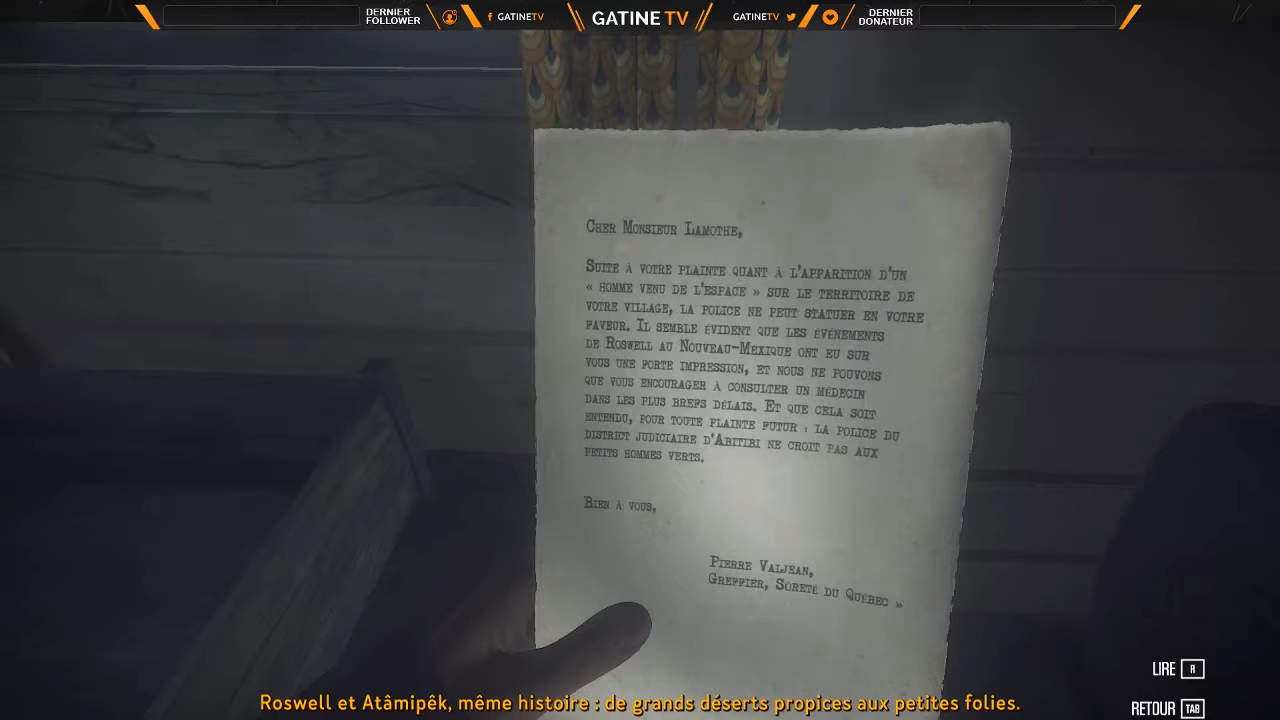 DERNIER
FOLLOWER
GATINETV
GATINE TV
GATINETV
DERNIER
DONATEUR
Cher Monsieur Lamothe,
Suite à votre plainte quant à l'apparition d'un
« homme venu de l'espace » sur le territoire de
votre village, la police ne peut statuer en votre
faveur. Il semble évident que les événements
de Roswell au Nouveau-Mexique ont eu sur
vous une forte impression, et nous ne pouvons
que vous encourager à consulter un médecin
dans les plus brefs délais. Et que cela soit
entendu, pour toute plainte futur : la police du
district judiciaire d'Abitibi ne croit pas aux
petits hommes verts.
Bien à vous,
Pierre Valjean,
Greffier, Sûreté du Québec »
LIRE R
Roswell et Atâmipêk, même histoire : de grands déserts propices aux petites folies.
RETOUR TAB